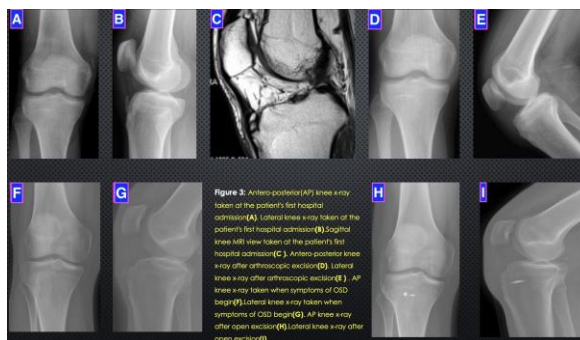 A
B
C
D
E
F
G
H
I
Figure 3: Antero-posterior(AP) knee x-ray
taken at the patient's first hospital
admission(A). Lateral knee x-ray taken at the
patient's first hospital admission(B).Sagittal
knee MRI view taken at the patient's first
hospital admission(C ). Antero-posterior knee
x-ray after arthroscopic excision(D). Lateral
knee x-ray after arthroscopic excision(E ) . AP
knee x-ray taken when symptoms of OSD
begin(F).Lateral knee x-ray taken when
symptoms of OSD begin(G). AP knee x-ray
after open excision(H).Lateral knee x-ray after
open excision(I)